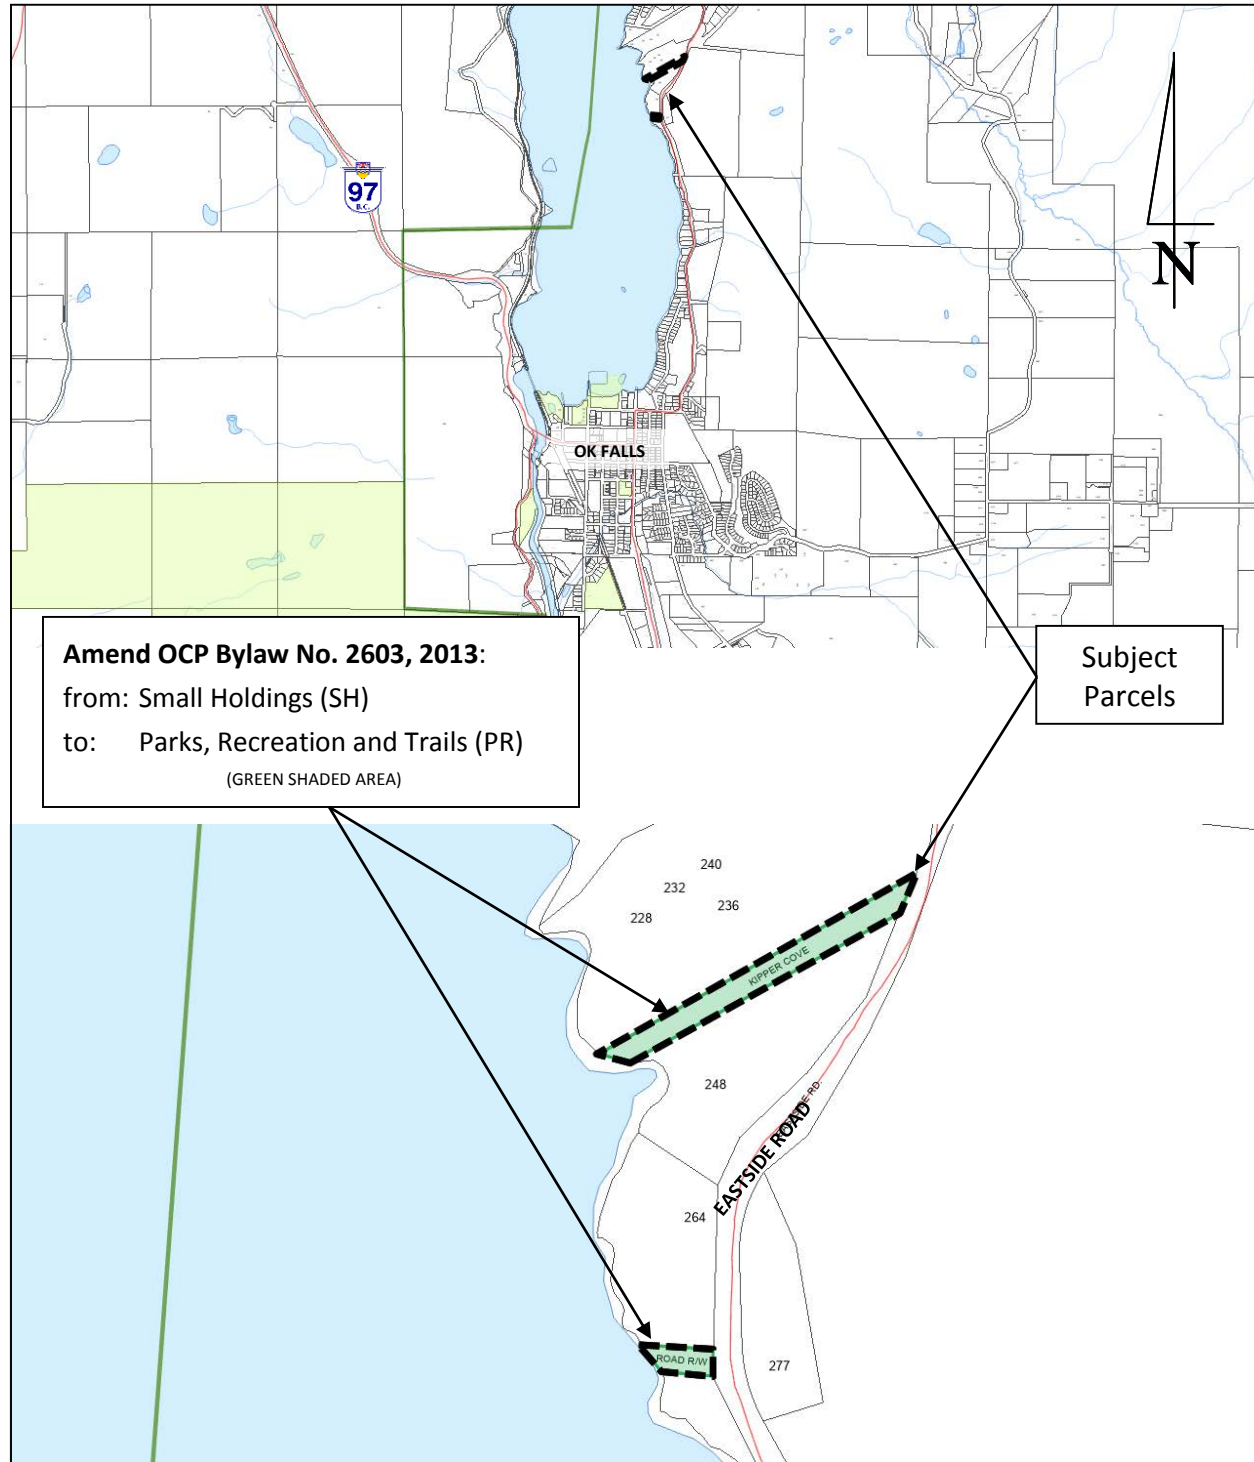 97
B.C.
N
OK FALLS
Amend OCP Bylaw No. 2603, 2013:
from: Small Holdings (SH)
to: Parks, Recreation and Trails (PR)
(GREEN SHADED AREA)
Subject
Parcels
240
232
236
228
KIPPER COVE
248
EASTSIDE ROAD
264
ROAD R/W
277